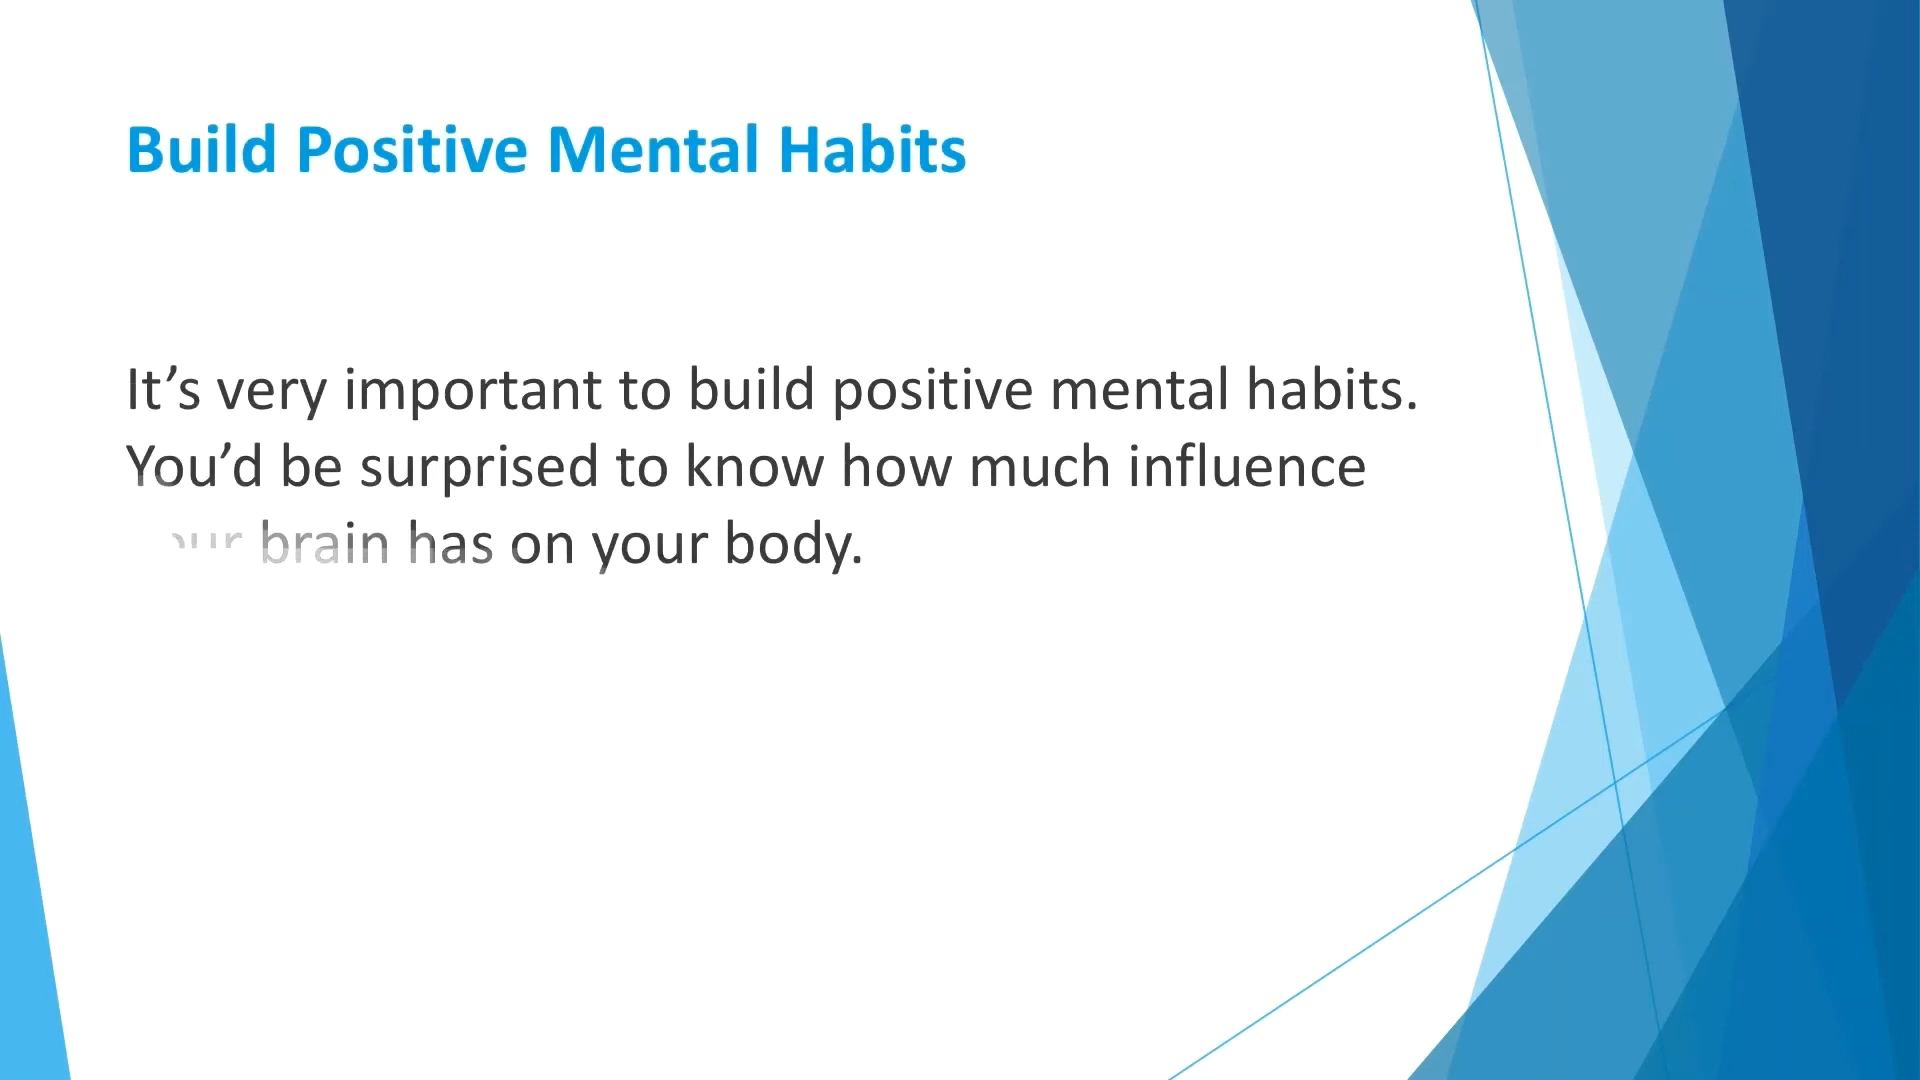 Build Positive Mental Habits
It’s very important to build positive mental habits.
You’d be surprised to know how much influence
your brain has on your body.